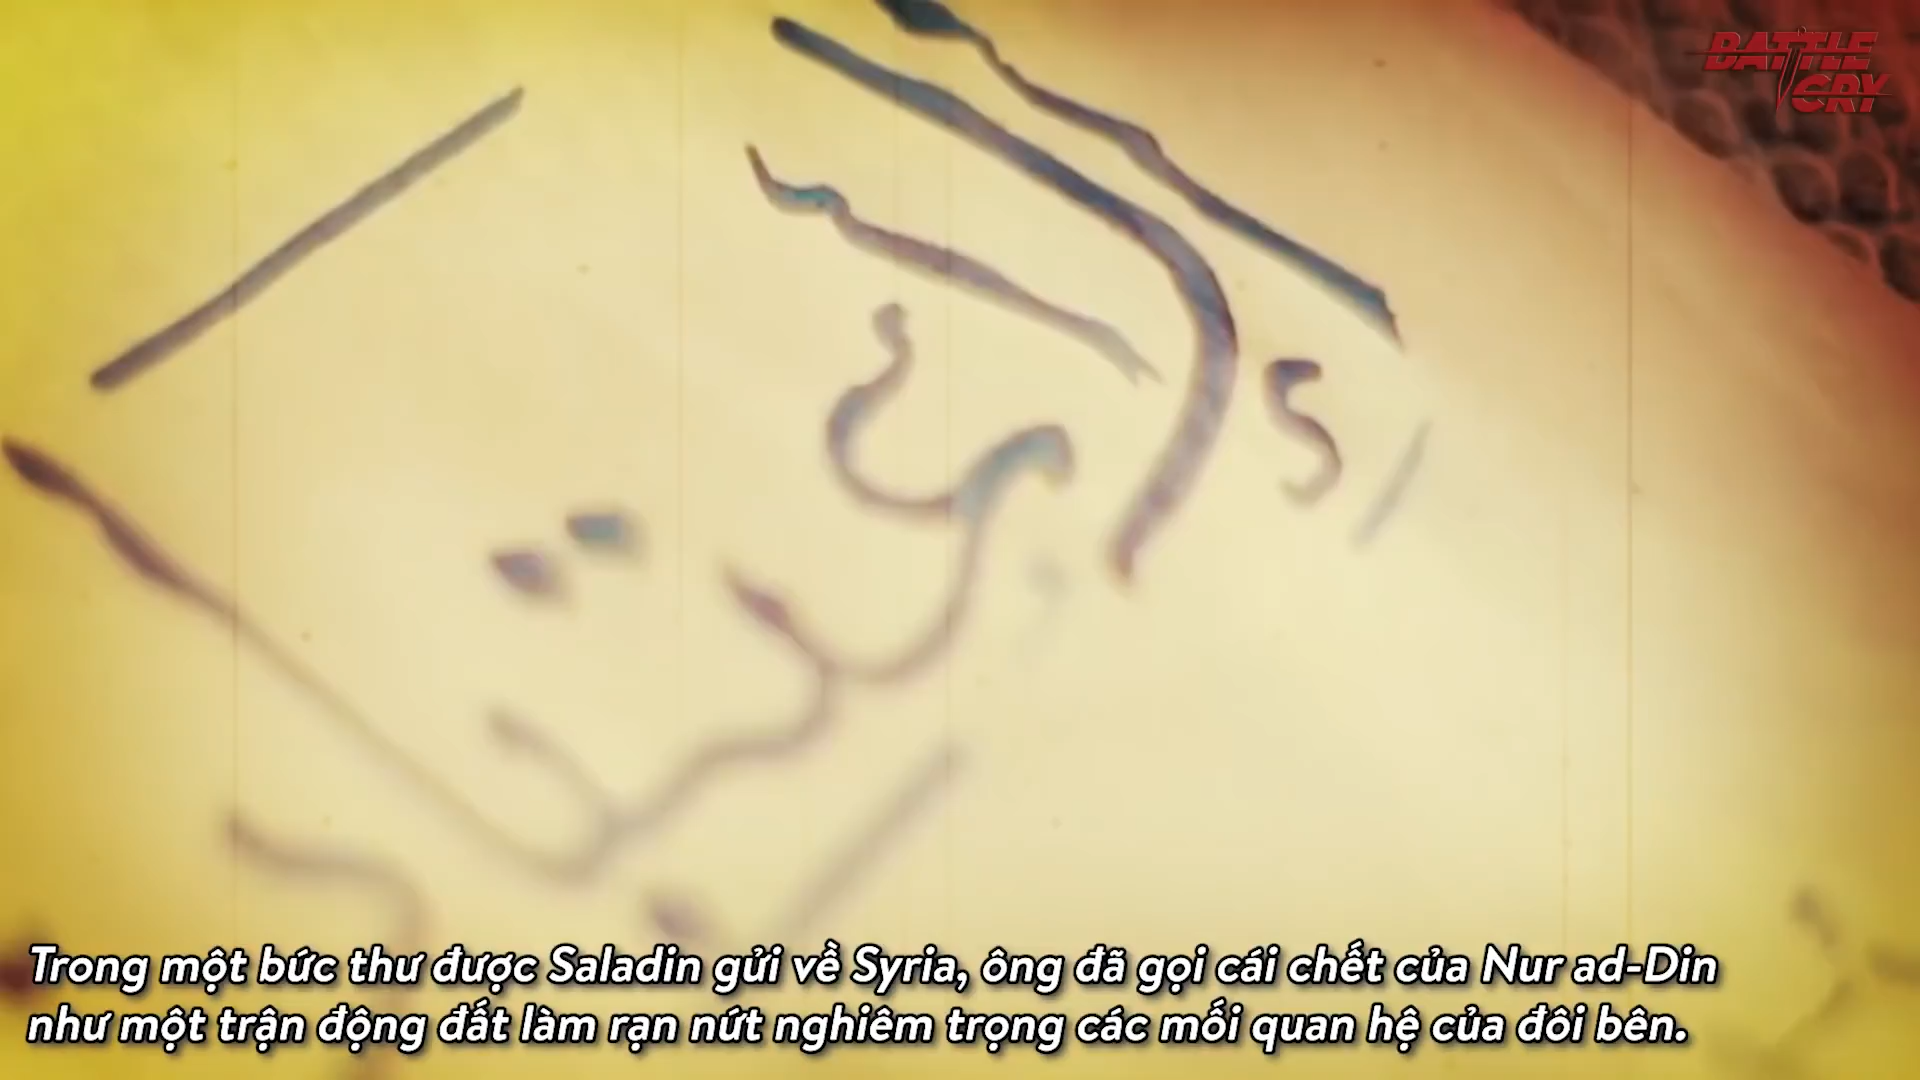 BATTLE
CRY
Trong một bức thư được Saladin gửi về Syria, ông đã gọi cái chết của Nur ad-Din
như một trận động đất làm rạn nứt nghiêm trọng các mối quan hệ của đôi bên.